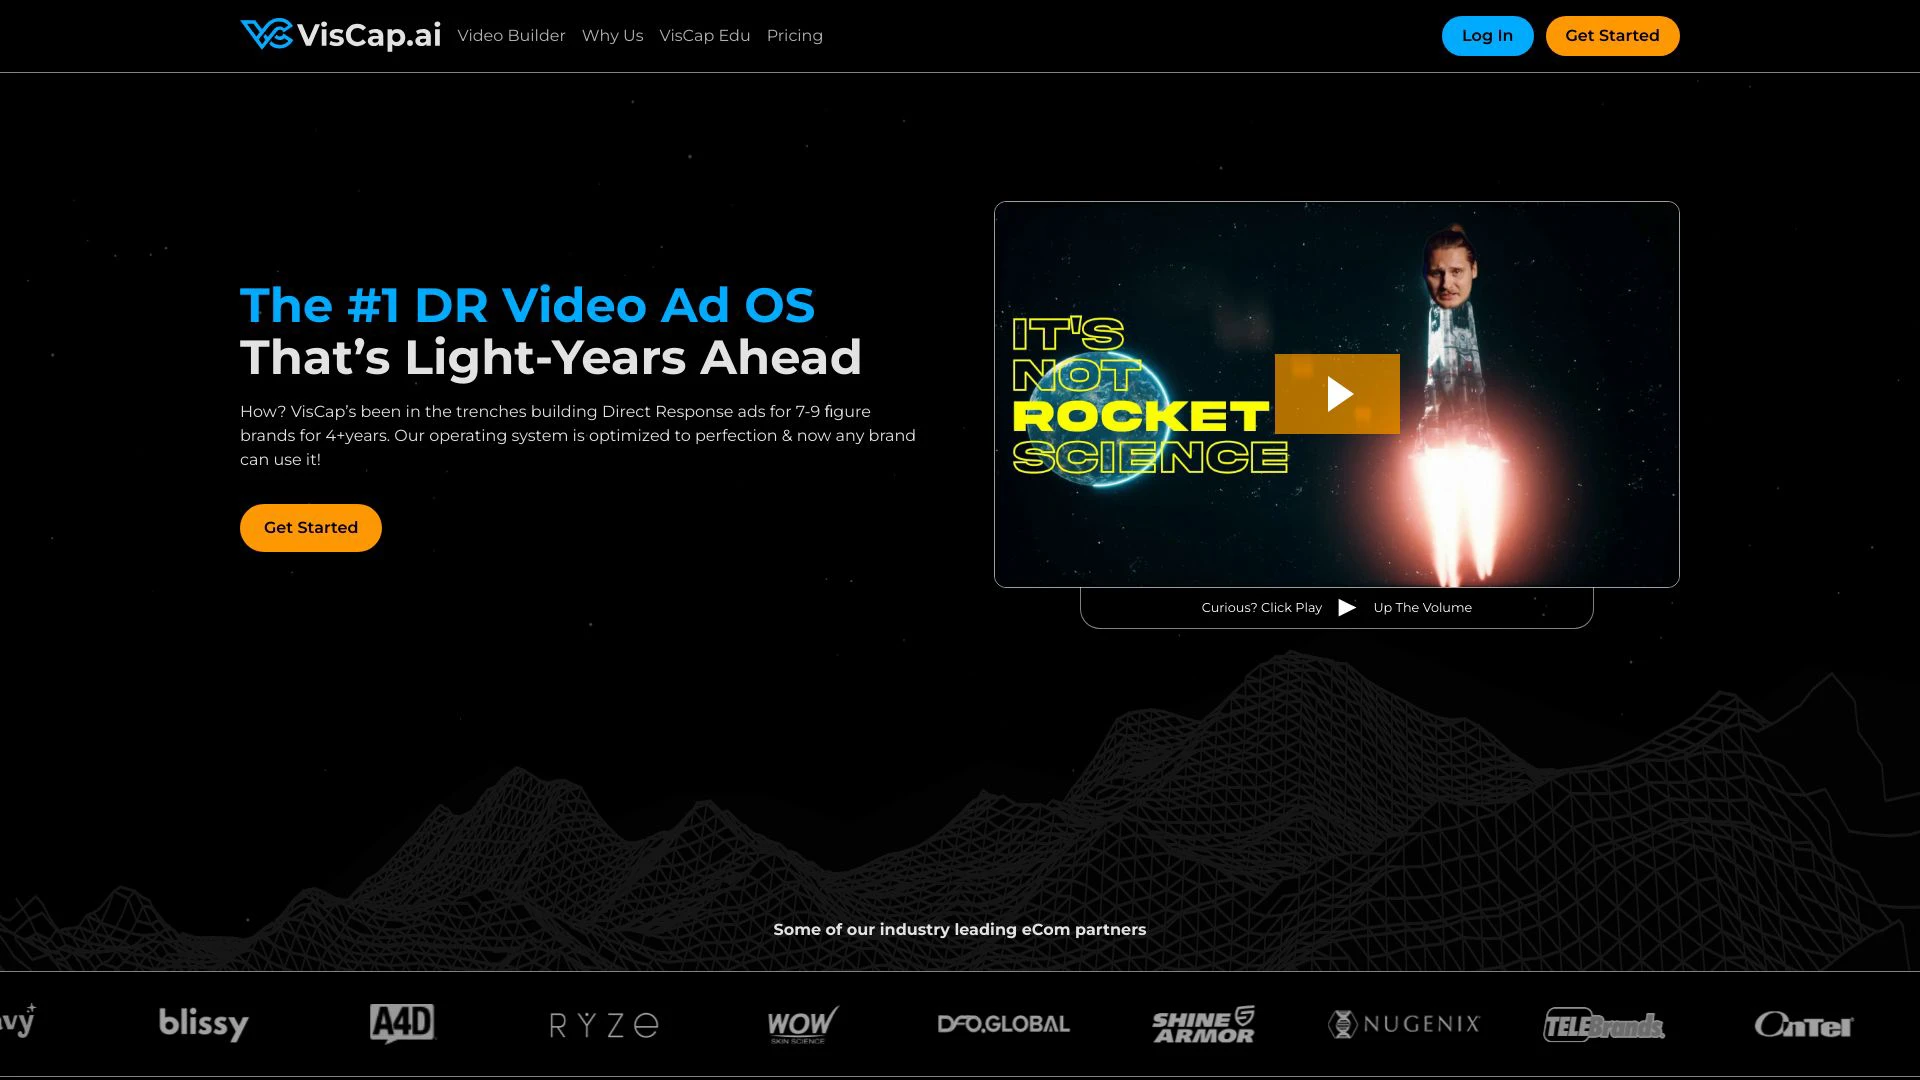 VisCap.ai
Video Builder
Why Us
VisCap Edu
Pricing
Log In
Get Started
The #1 DR Video Ad OS
That’s Light-Years Ahead
How? VisCap’s been in the trenches building Direct Response ads for 7-9 figure
brands for 4+years. Our operating system is optimized to perfection & now any brand
can use it!
Get Started
IT'S
NOT
ROCKET
SCIENCE
Curious? Click Play
Up The Volume
Some of our industry leading eCom partners
blissy
A4D
RYZE
WOW
SKIN SCIENCE
DFO.GLOBAL
SHINE
ARMOR
NUGENIX
TELEBrands
OnTel